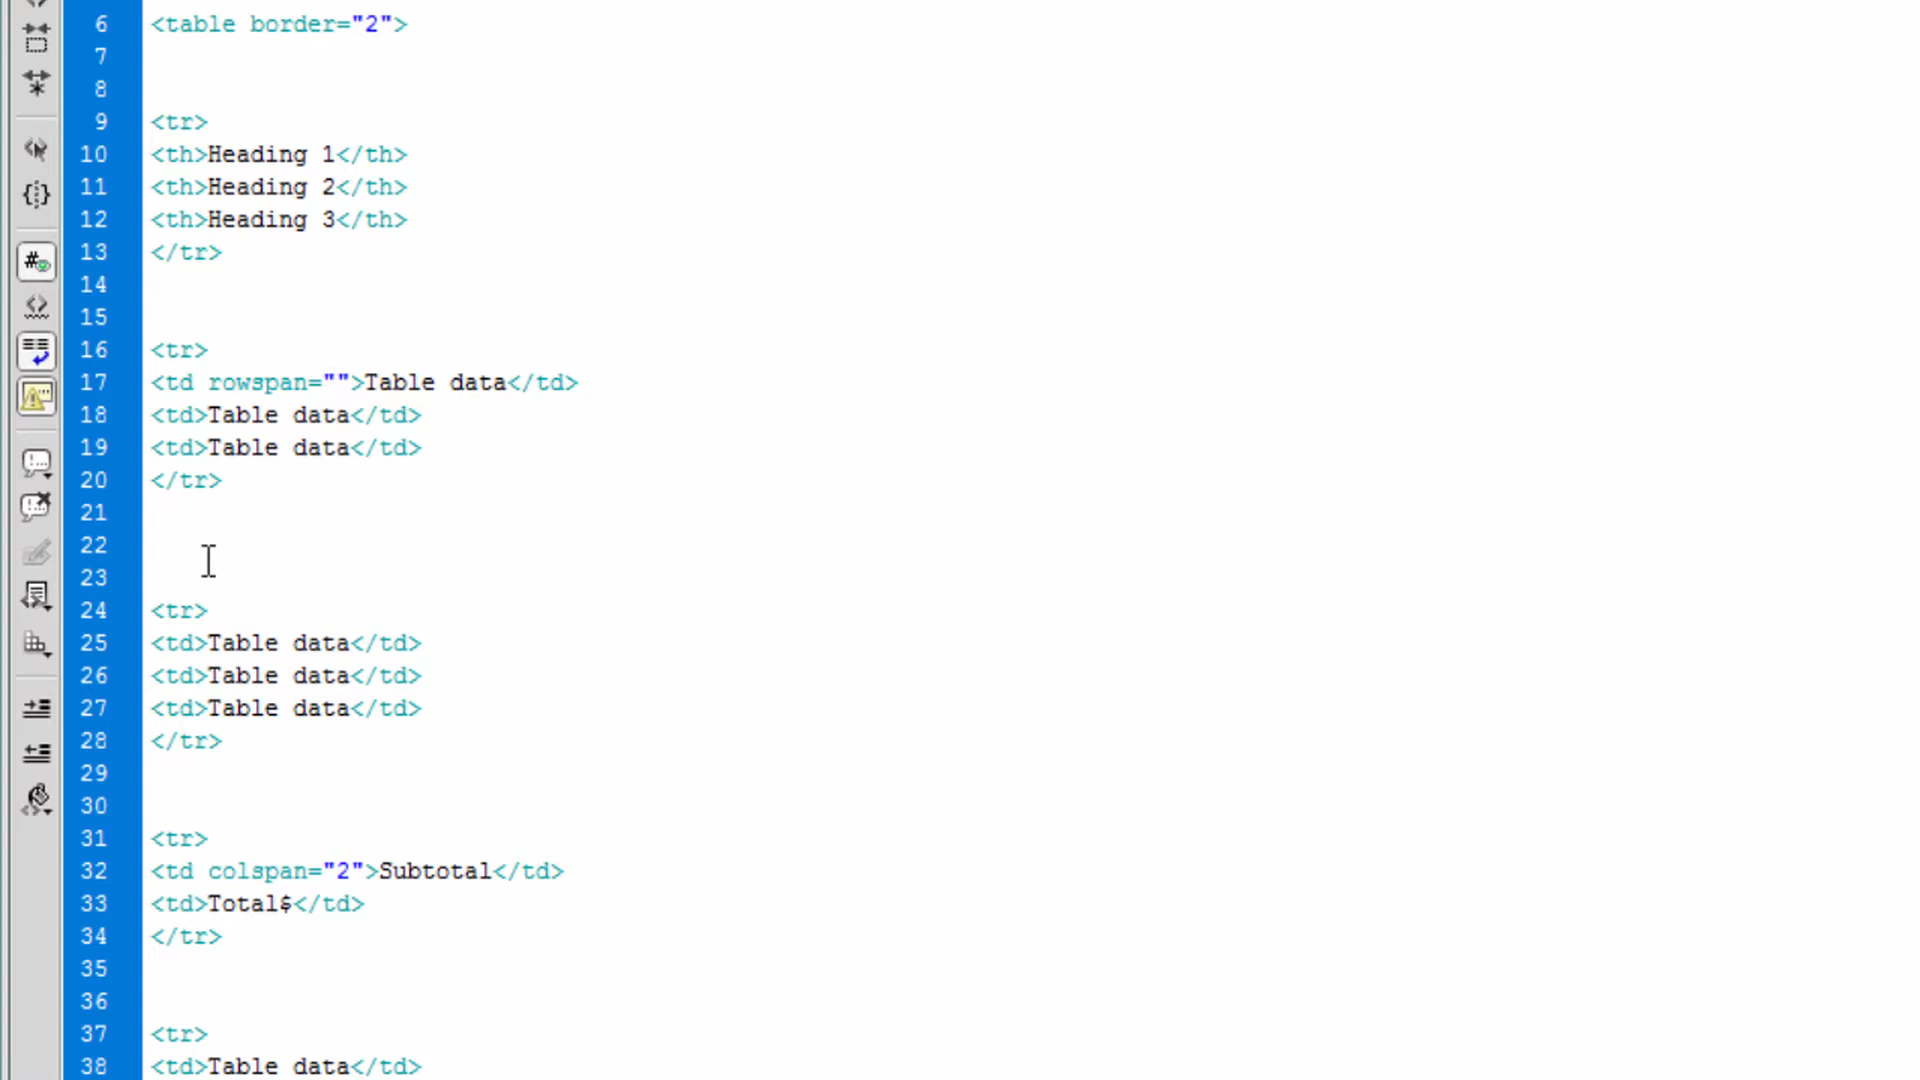 6 <table border="2">
7
8
9 <tr>
10 <th>Heading 1</th>
11 <th>Heading 2</th>
12 <th>Heading 3</th>
13 </tr>
14
15
16 <tr>
17 <td rowspan="">Table data</td>
18 <td>Table data</td>
19 <td>Table data</td>
20 </tr>
21
22
23
24 <tr>
25 <td>Table data</td>
26 <td>Table data</td>
27 <td>Table data</td>
28 </tr>
29
30
31 <tr>
32 <td colspan="2">Subtotal</td>
33 <td>Total$</td>
34 </tr>
35
36
37 <tr>
38 <td>Table data</td>